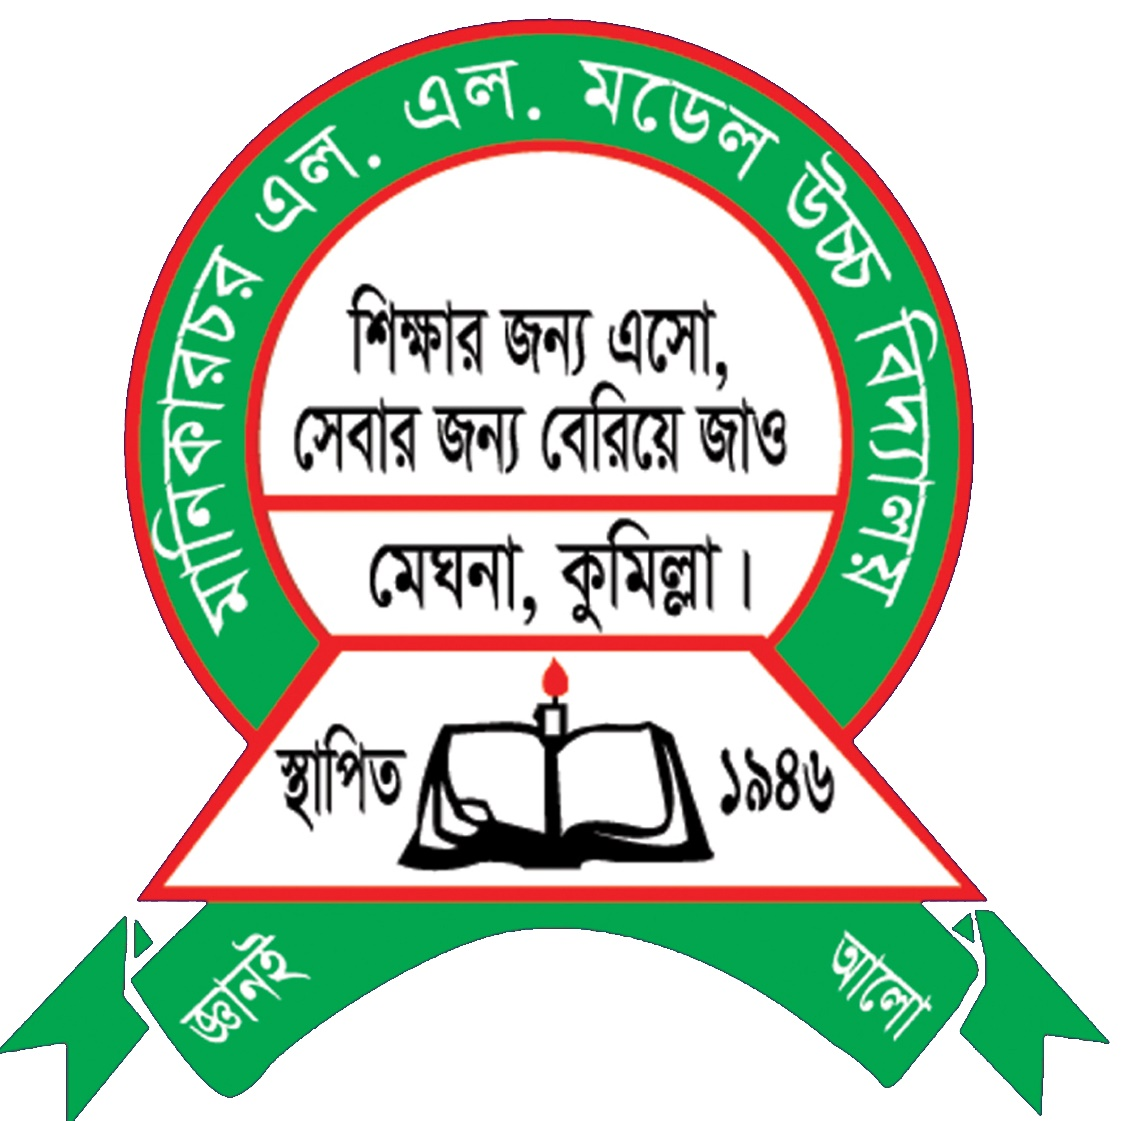 মানিকারচর এল. এল. মডেল উচ্চ বিদ্যালয়
শিক্ষার জন্য এসো,
সেবার জন্য বেরিয়ে জাও
মেঘনা, কুমিল্লা।
স্থাপিত ১৯৪৬
জ্ঞানই আলো